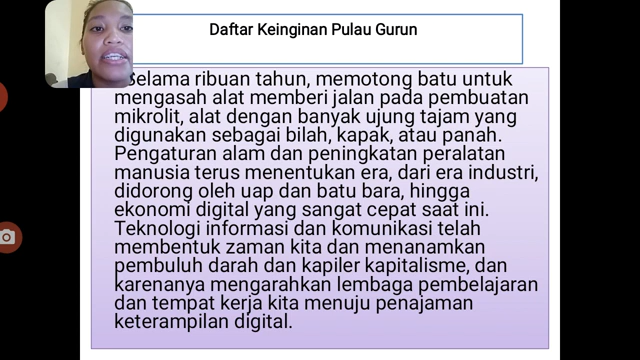 Daftar Keinginan Pulau Gurun
Selama ribuan tahun, memotong batu untuk
mengasah alat memberi jalan pada pembuatan
mikrolit, alat dengan banyak ujung tajam yang
digunakan sebagai bilah, kapak, atau panah.
Pengaturan alam dan peningkatan peralatan
manusia terus menentukan era, dari era industri,
didorong oleh uap dan batu bara, hingga
ekonomi digital yang sangat cepat saat ini.
Teknologi informasi dan komunikasi telah
membentuk zaman kita dan menanamkan
pembuluh darah dan kapiler kapitalisme, dan
karenanya mengarahkan lembaga pembelajaran
dan tempat kerja kita menuju penajaman
keterampilan digital.